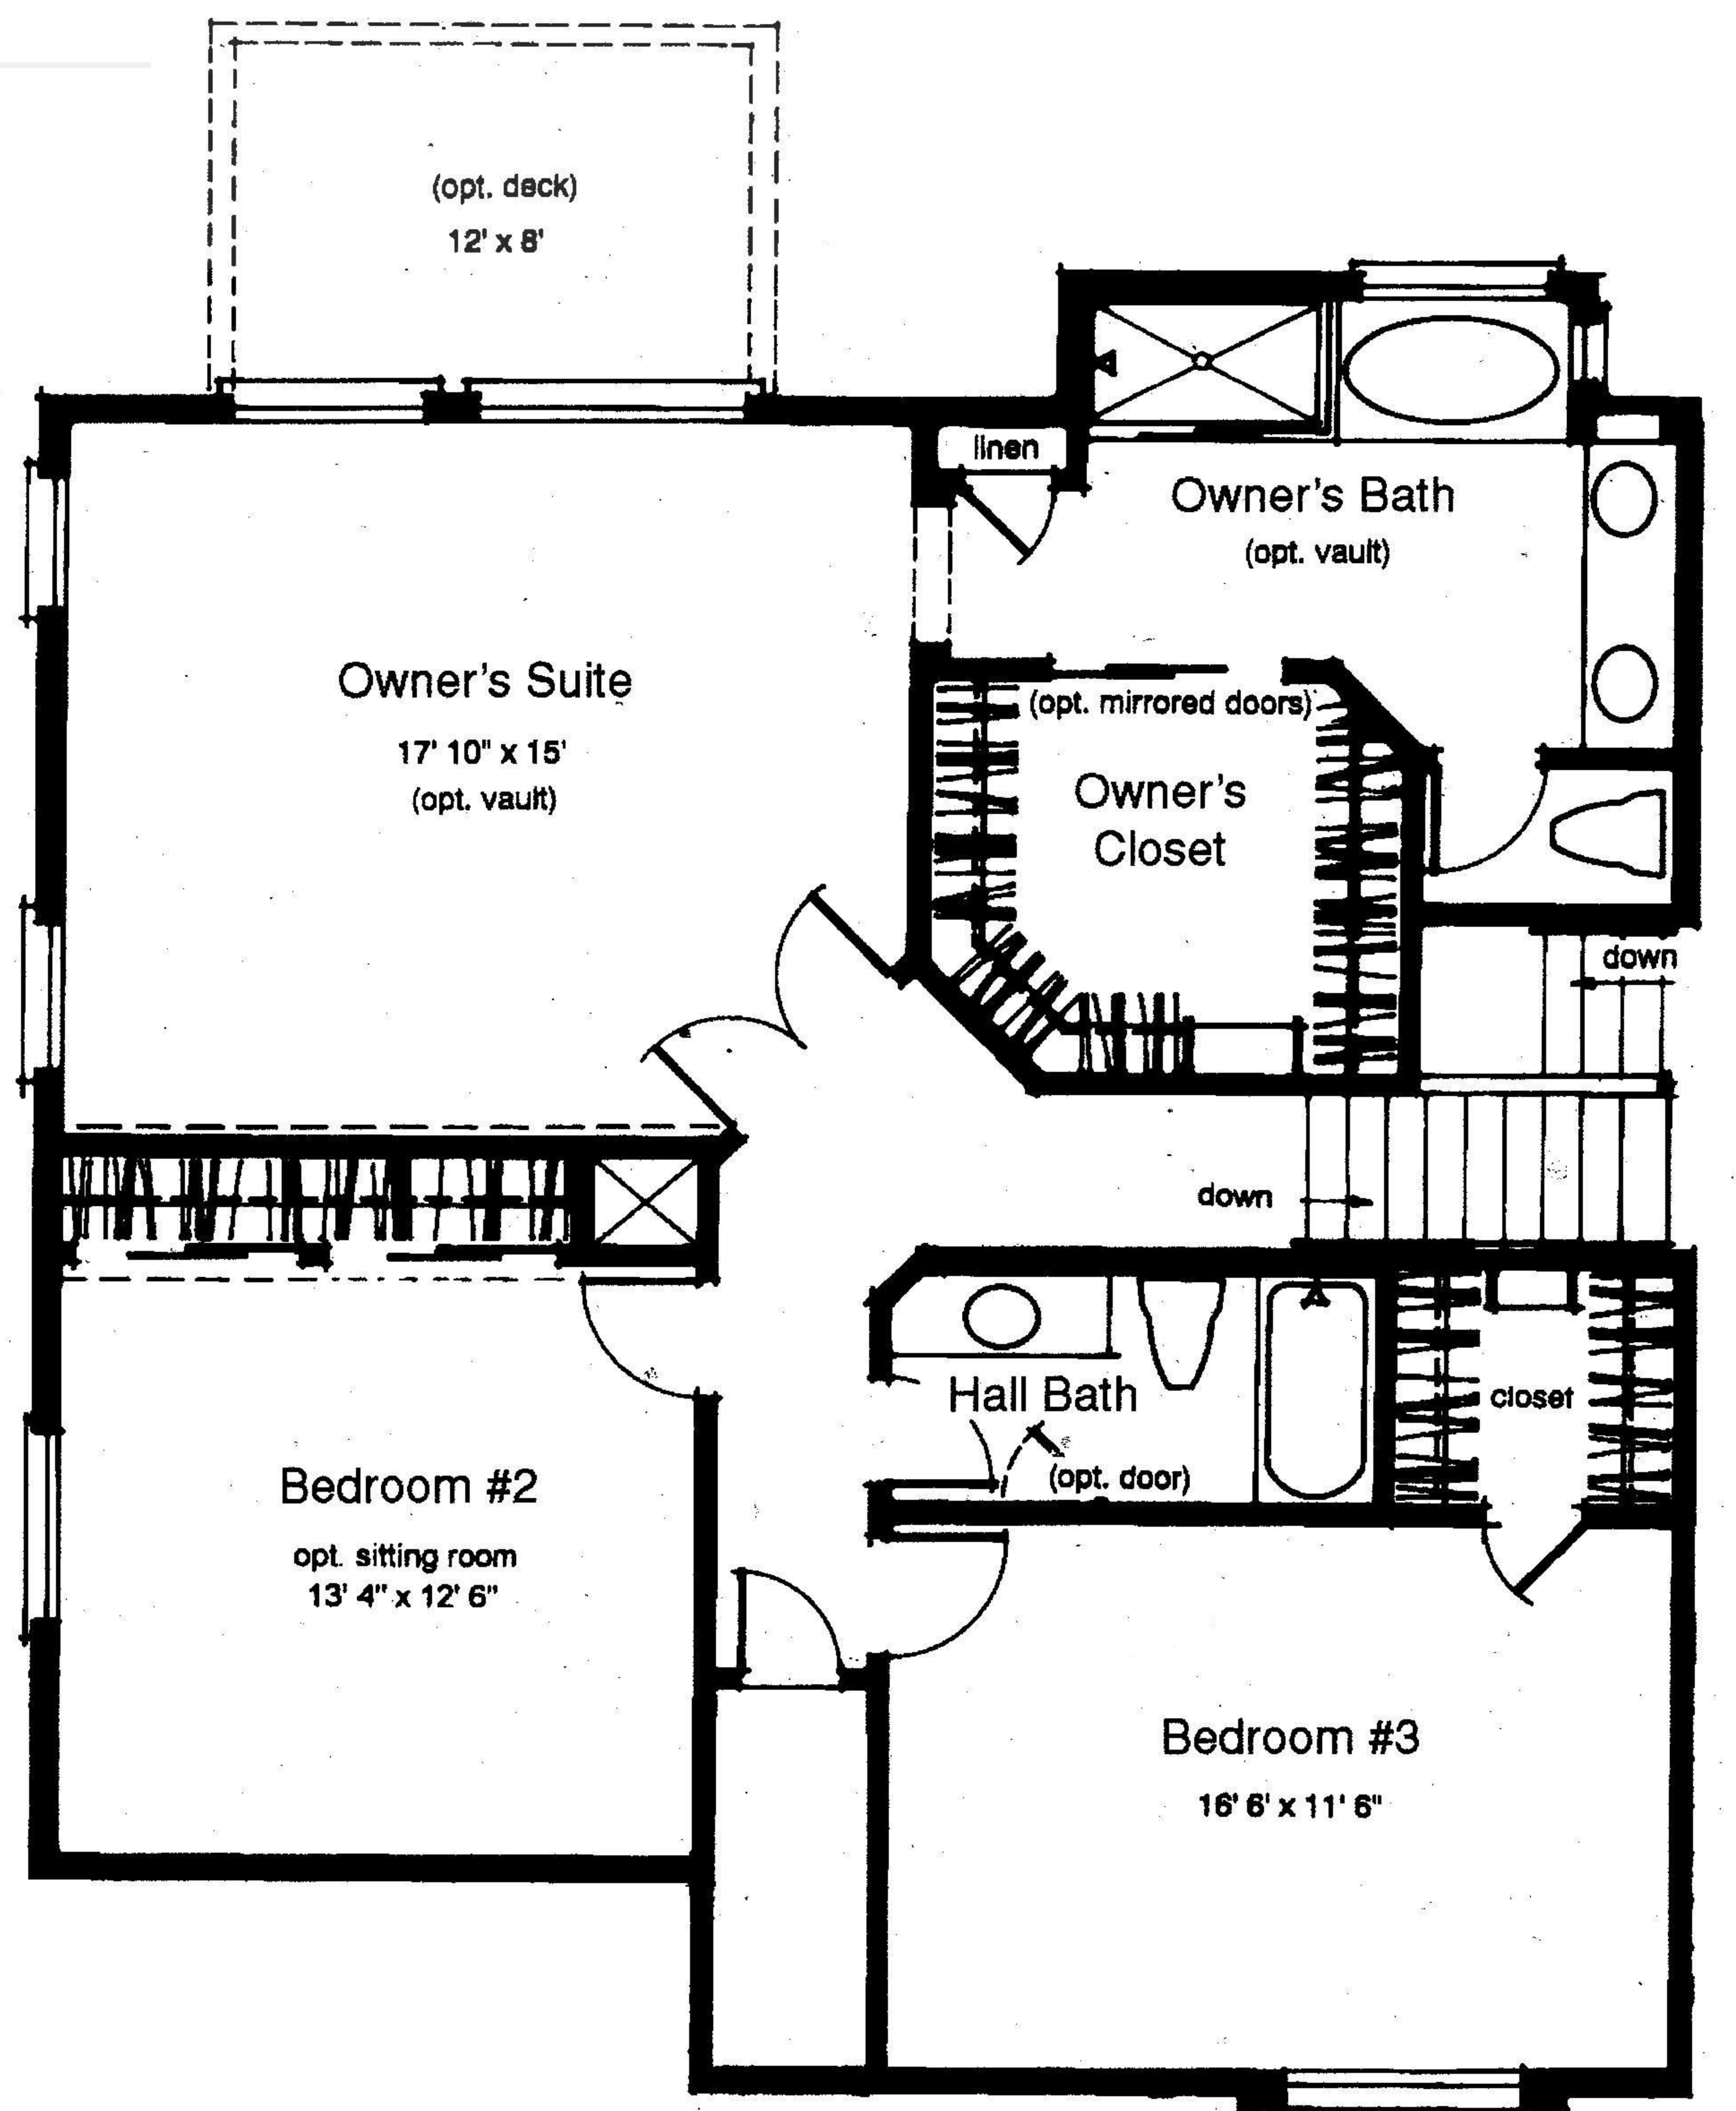 (opt. deck)
12' x 8'
linen
Owner's Bath
(opt. vault)
Owner's Suite
17' 10" x 15'
(opt. vault)
(opt. mirrored doors)
Owner's
Closet
down
down
Hall Bath
(opt. door)
closet
Bedroom #2
opt. sitting room
13' 4" x 12' 6"
Bedroom #3
16' 6' x 11' 6"